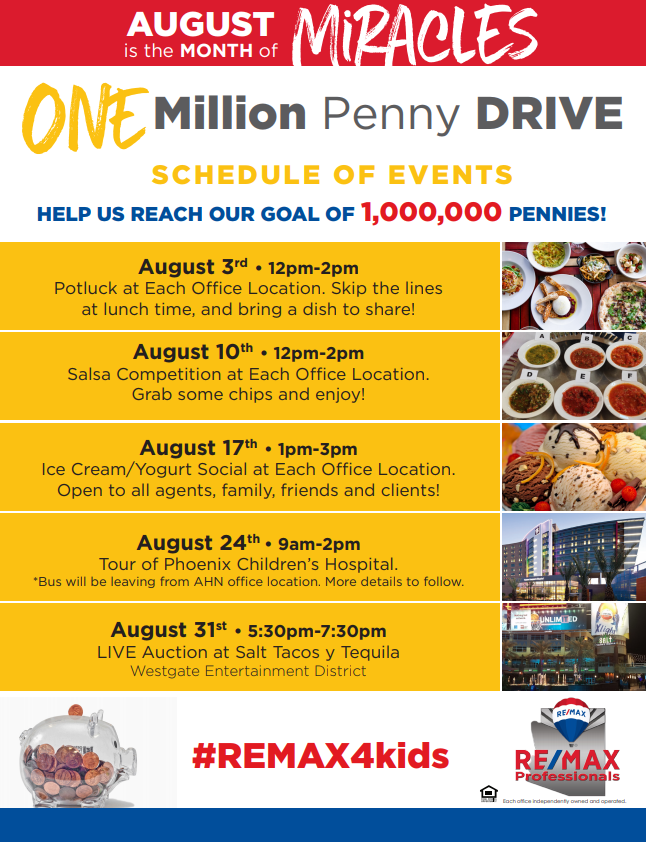 AUGUST
is the MONTH of
MiRACLES
ONE Million Penny DRIVE
SCHEDULE OF EVENTS
HELP US REACH OUR GOAL OF 1,000,000 PENNIES!
August 3rd • 12pm-2pm
Potluck at Each Office Location. Skip the lines
at lunch time, and bring a dish to share!
August 10th • 12pm-2pm
Salsa Competition at Each Office Location.
Grab some chips and enjoy!
A B C
D E F
August 17th • 1pm-3pm
Ice Cream/Yogurt Social at Each Office Location.
Open to all agents, family, friends and clients!
August 24th • 9am-2pm
Tour of Phoenix Children's Hospital.
*Bus will be leaving from AHN office location. More details to follow.
August 31st • 5:30pm-7:30pm
LIVE Auction at Salt Tacos y Tequila
Westgate Entertainment District
UNLIMITED
SALT
#REMAX4kids
RE/MAX
RE/MAX
Professionals
Each office independently owned and operated.